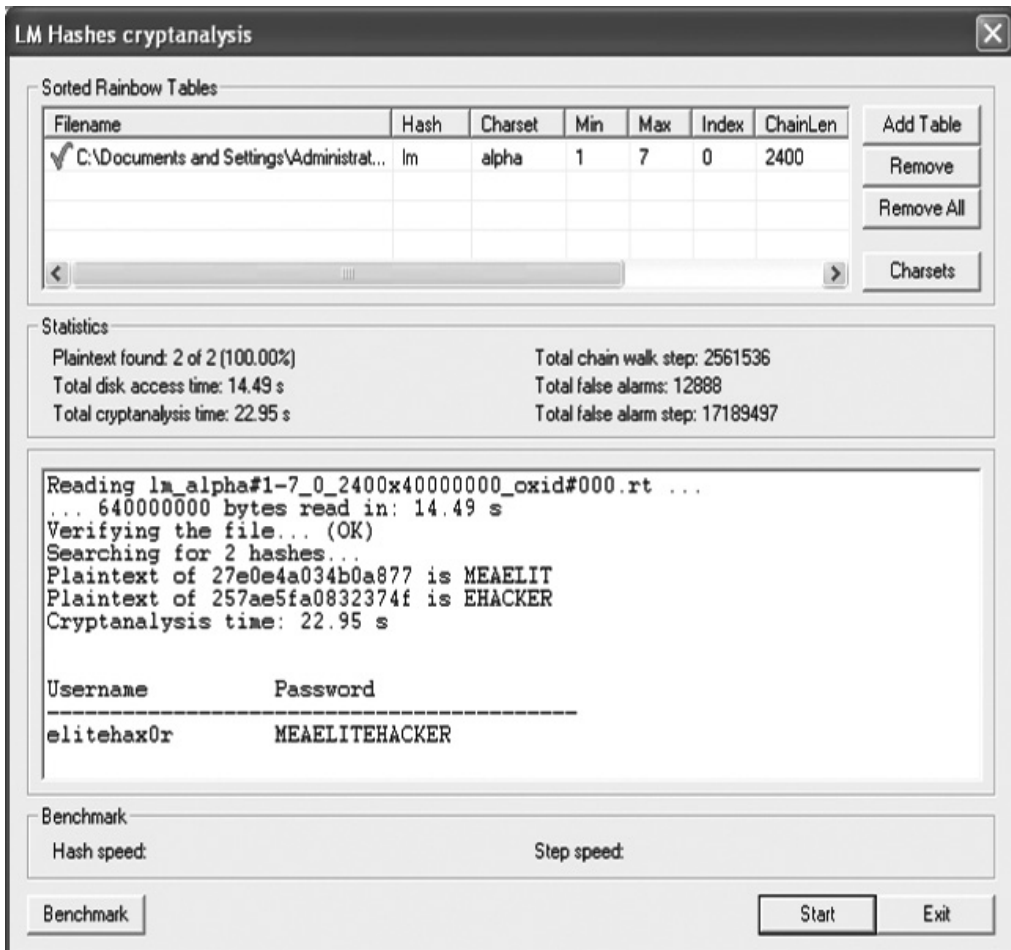 LM Hashes cryptanalysis
Sorted Rainbow Tables
Filename Hash Charset Min Max Index ChainLen
C:\Documents and Settings\Administrat... lm alpha 1 7 0 2400
Add Table
Remove
Remove All
Charsets
Statistics
Plaintext found: 2 of 2 (100.00%)
Total disk access time: 14.49 s
Total cryptanalysis time: 22.95 s
Total chain walk step: 2561536
Total false alarms: 12888
Total false alarm step: 17189497
Reading lm_alpha#1-7_0_2400x40000000_oxid#000.rt ...
... 640000000 bytes read in: 14.49 s
Verifying the file... (OK)
Searching for 2 hashes...
Plaintext of 27e0e4a034b0a877 is MEAELIT
Plaintext of 257ae5fa0832374f is EHACKER
Cryptanalysis time: 22.95 s
Username Password
--------------------------------------------
elitehax0r MEAELITEHACKER
Benchmark
Hash speed: Step speed:
Benchmark Start Exit